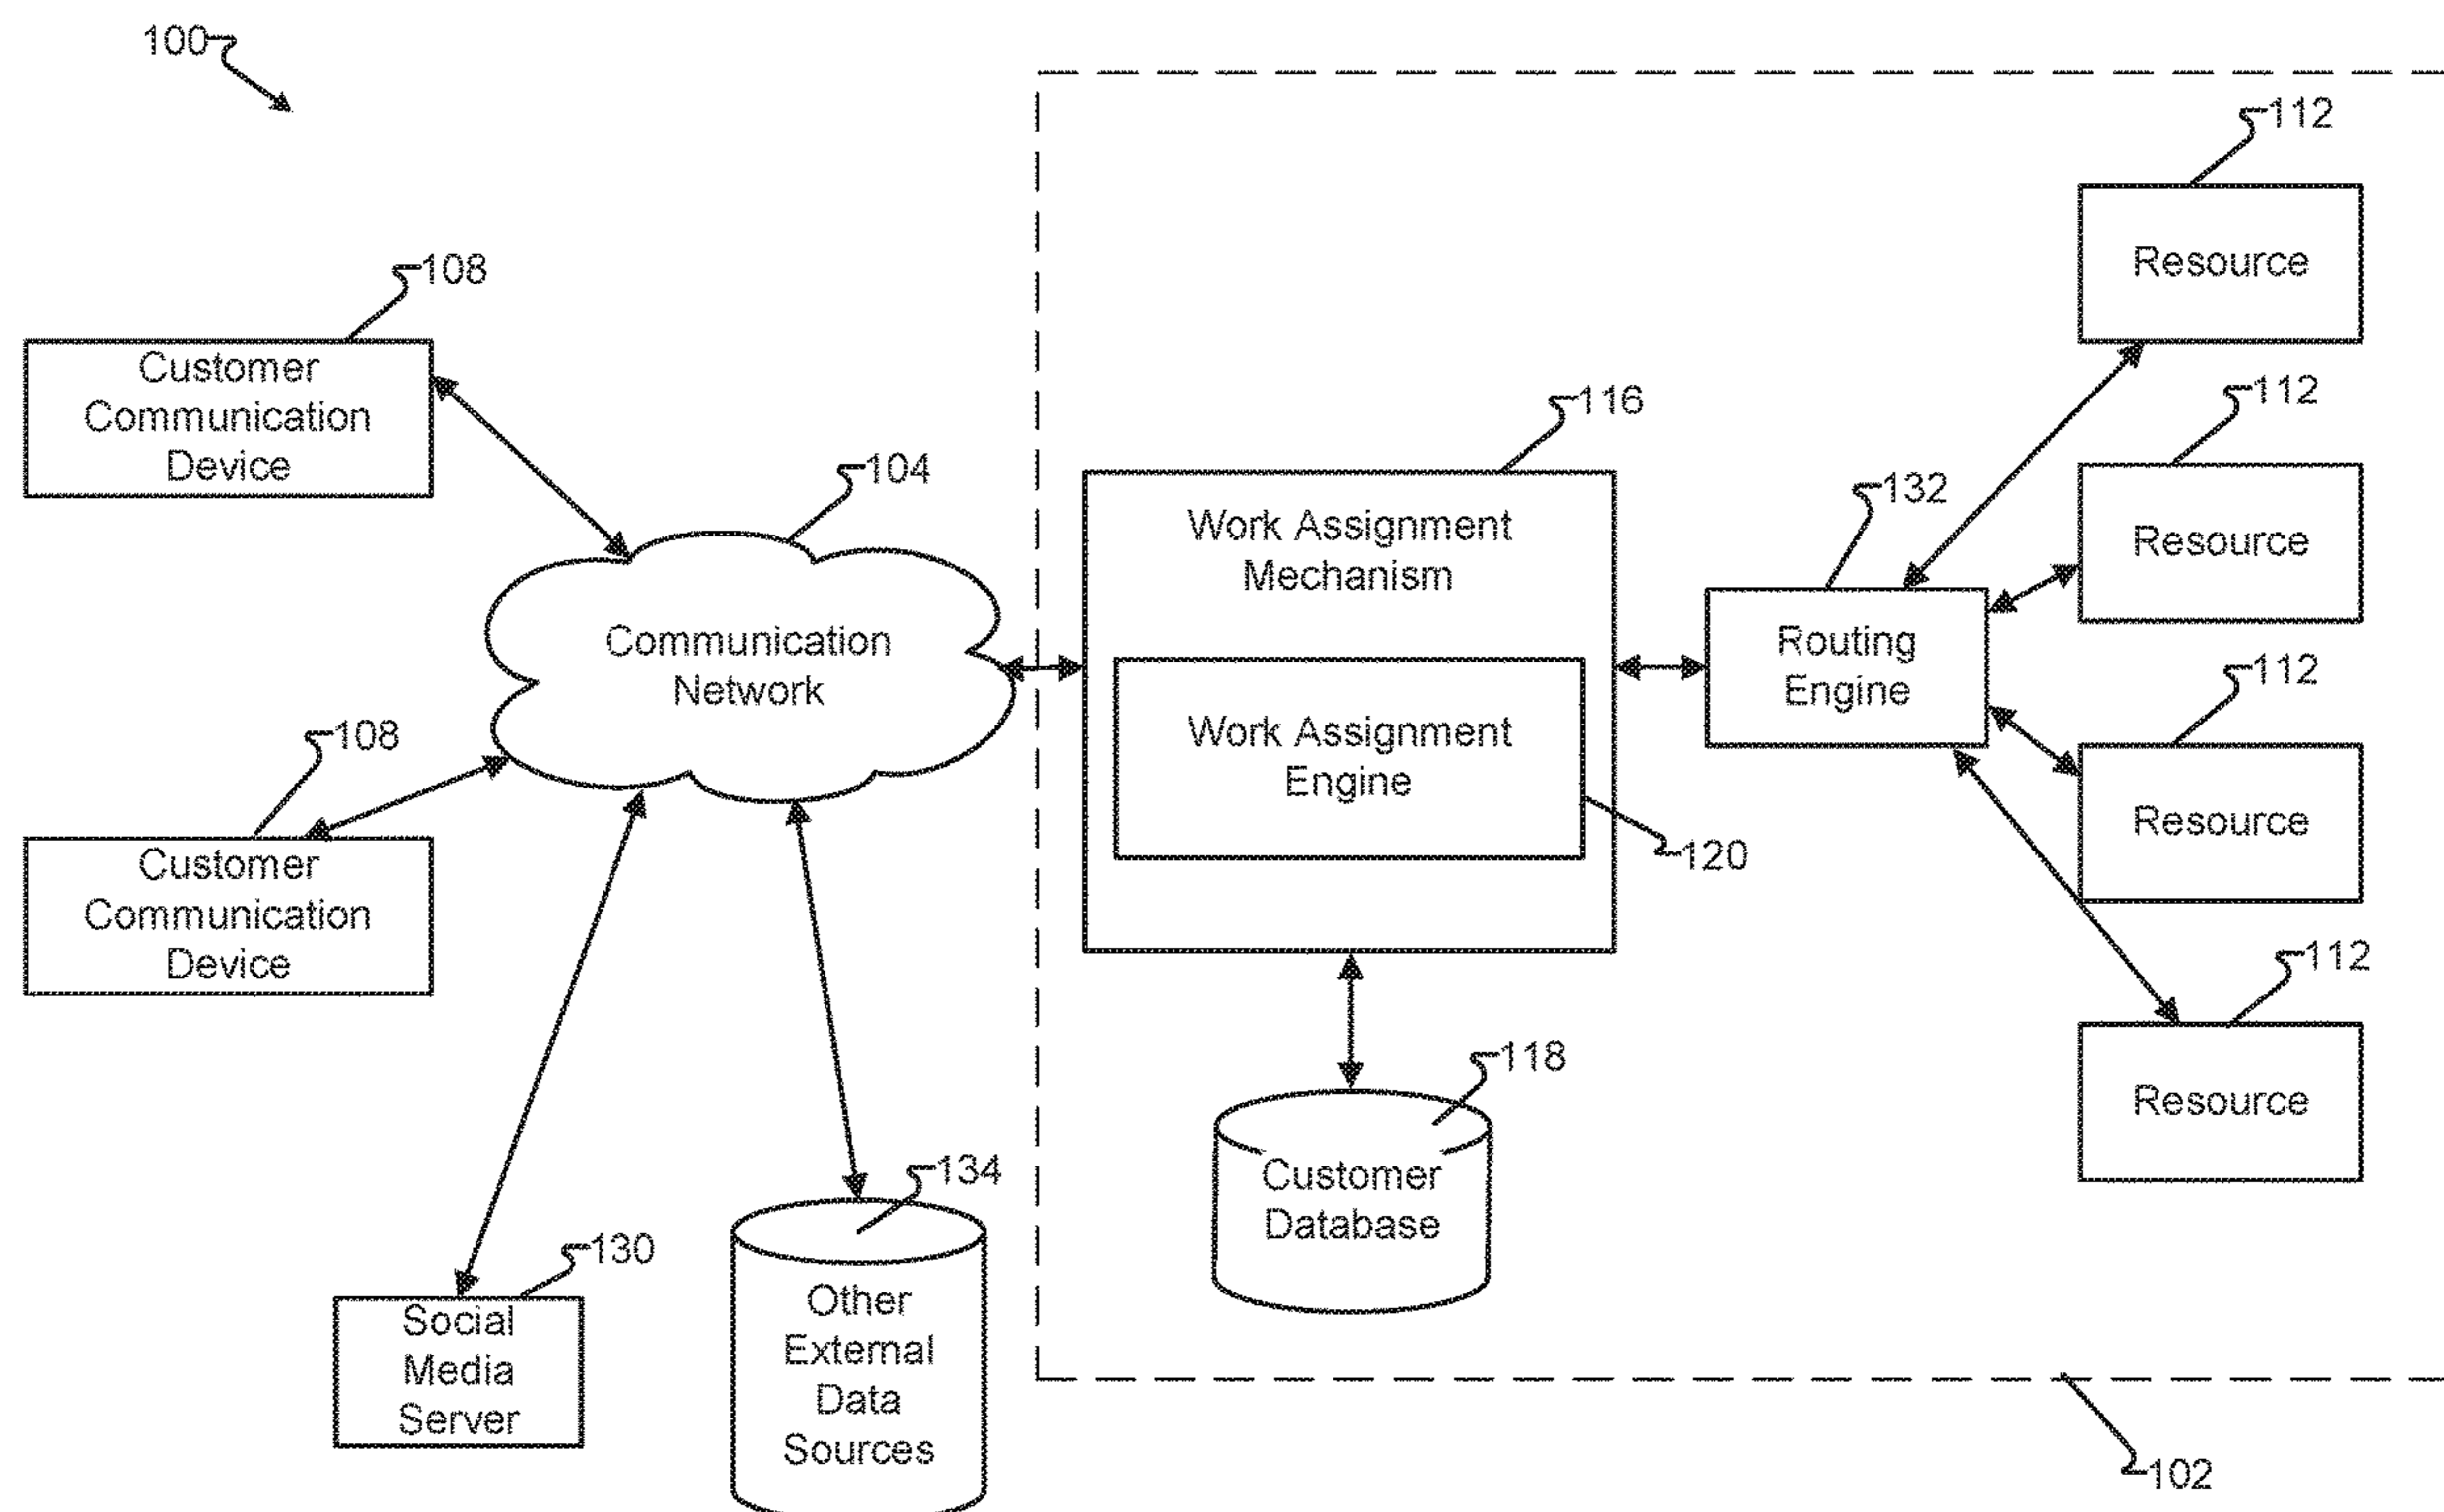 100
112
Resource
108
Customer
Communication
Device
112
Resource
116
104
132
Work Assignment
Mechanism
Communication
Network
Routing
Engine
112
Resource
108
Work Assignment
Engine
120
Customer
Communication
Device
112
Resource
118
Customer
Database
134
130
Social
Media
Server
Other
External
Data
Sources
102